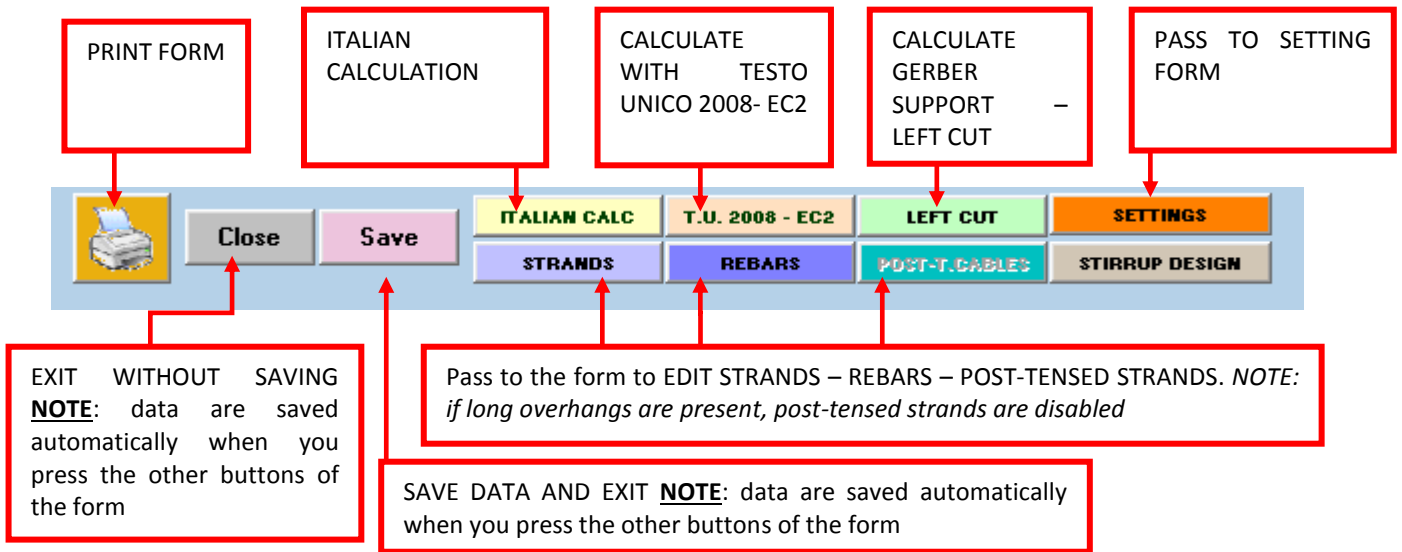 PRINT FORM
ITALIAN
CALCULATION
CALCULATE
WITH TESTO
UNICO 2008- EC2
CALCULATE
GERBER
SUPPORT –
LEFT CUT
PASS TO SETTING
FORM
Close
Save
ITALIAN CALC
T.U. 2008 - EC2
LEFT CUT
SETTINGS
STRANDS
REBARS
POST-T.CABLES
STIRRUP DESIGN
EXIT WITHOUT SAVING
NOTE: data are saved
automatically when you
press the other buttons of
the form
Pass to the form to EDIT STRANDS – REBARS – POST-TENSED STRANDS. NOTE:
if long overhangs are present, post-tensed strands are disabled
SAVE DATA AND EXIT NOTE: data are saved automatically
when you press the other buttons of the form